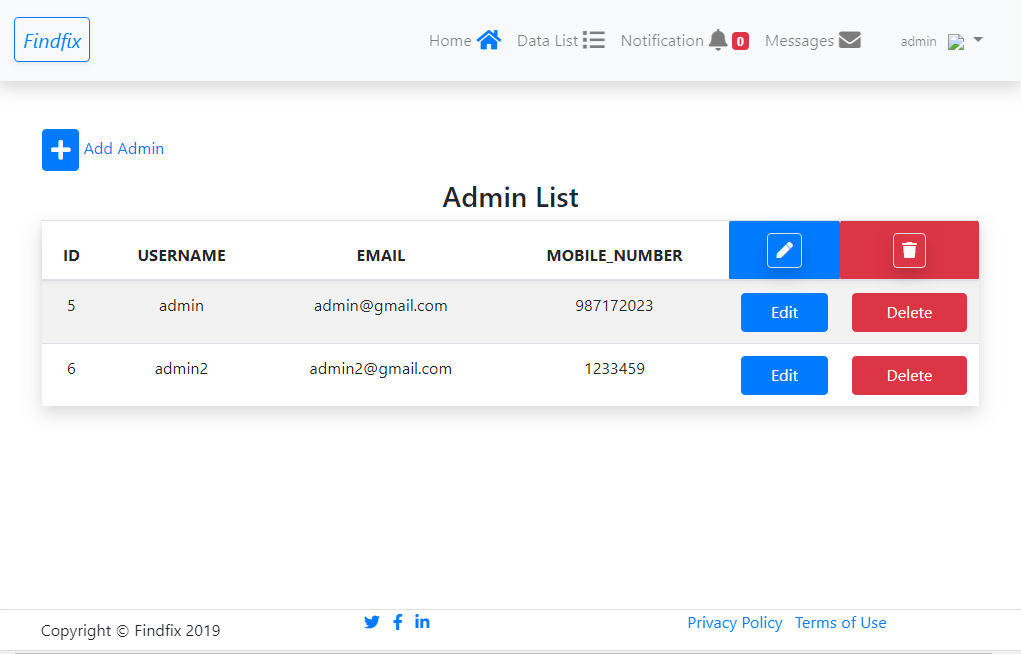 Findfix
Home Data List Notification 0 Messages admin
Add Admin
Admin List
ID USERNAME EMAIL MOBILE_NUMBER
5 admin admin@gmail.com 987172023 Edit Delete
6 admin2 admin2@gmail.com 1233459 Edit Delete
Copyright © Findfix 2019 Privacy Policy Terms of Use